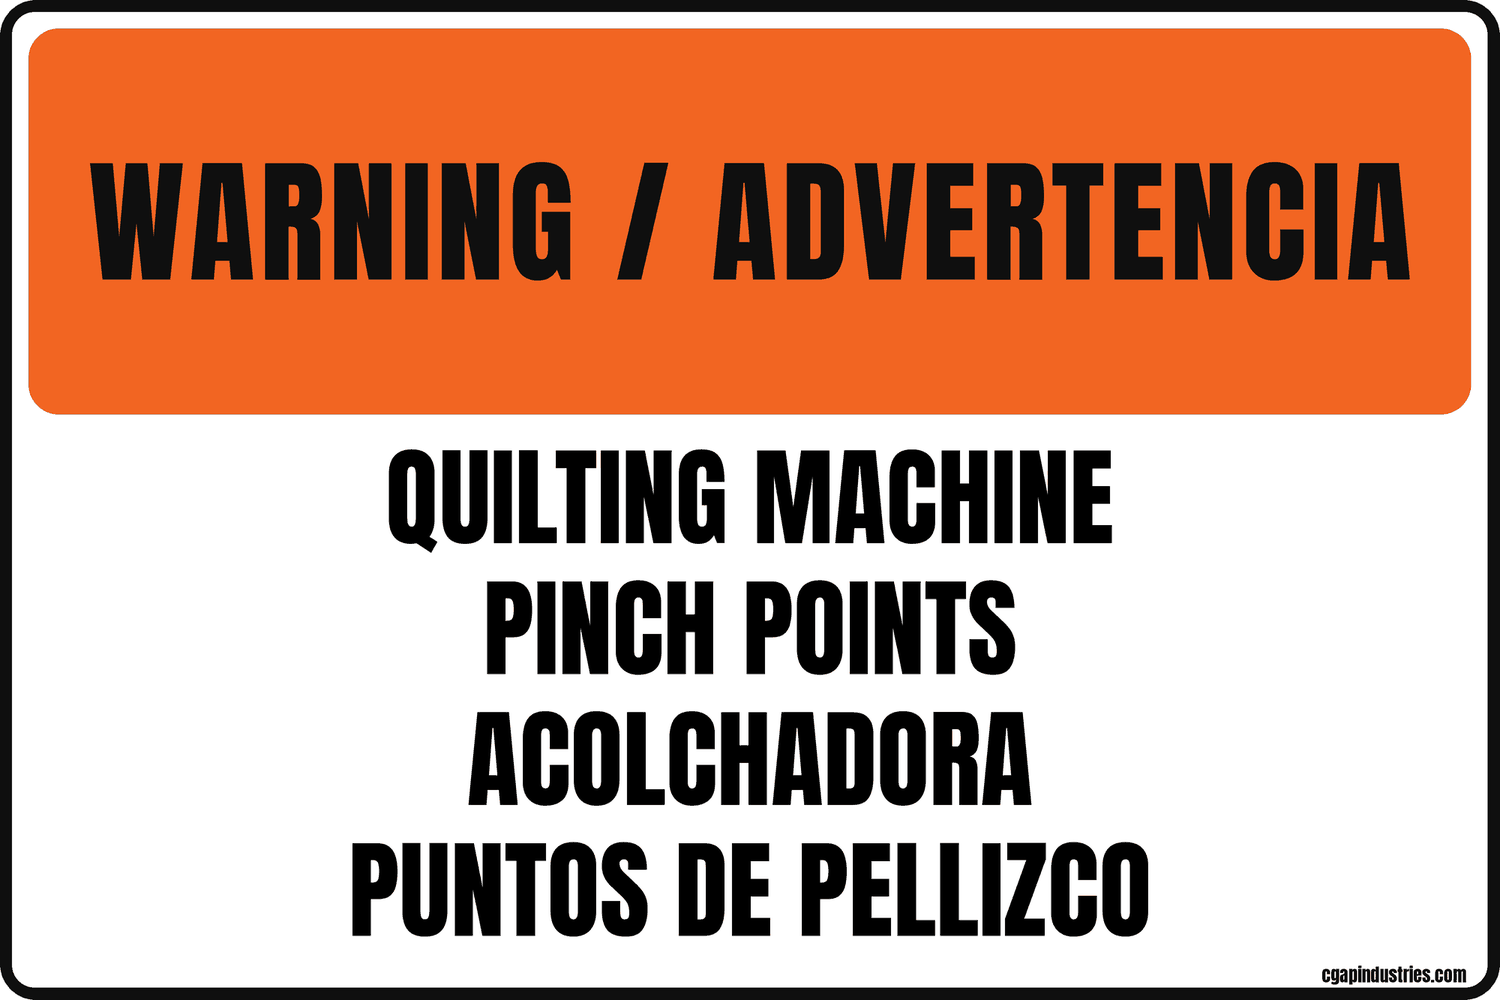 WARNING / ADVERTENCIA
QUILTING MACHINE
PINCH POINTS
ACOLCHADORA
PUNTOS DE PELLIZCO
cgapindustries.com